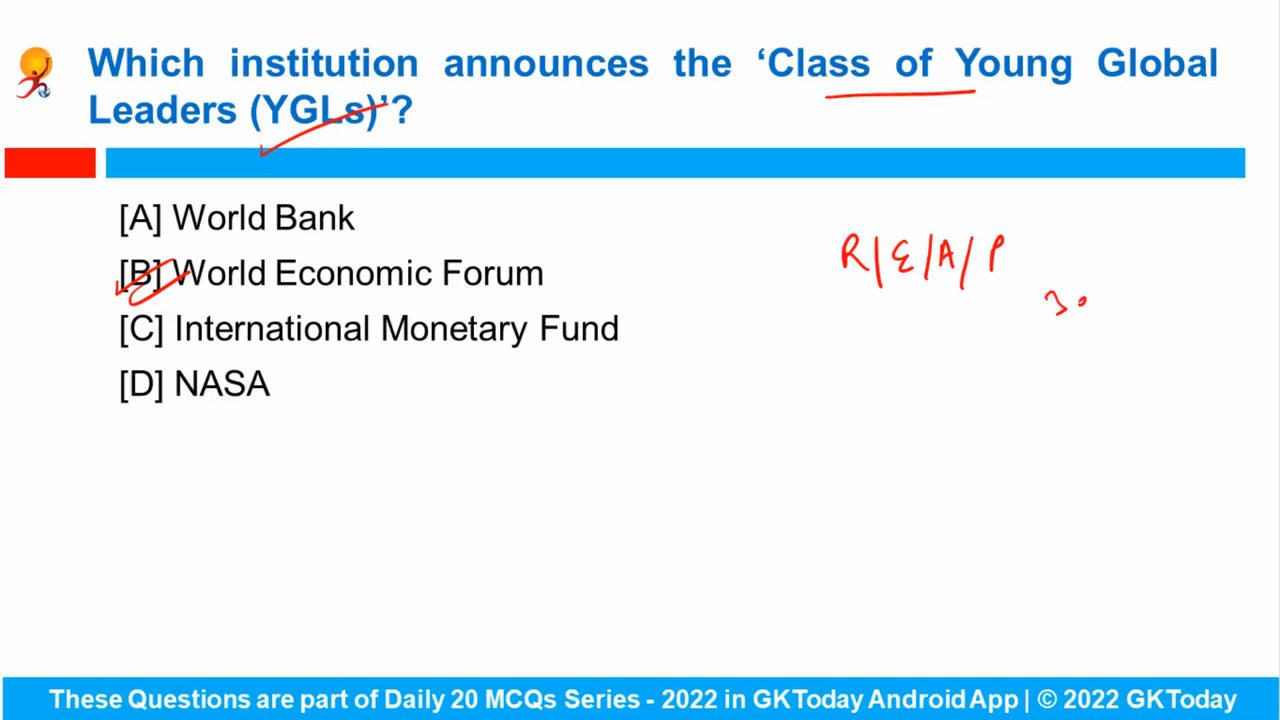 Which institution announces the ‘Class of Young Global
Leaders (YGLs)’?
[A] World Bank
[B] World Economic Forum
[C] International Monetary Fund
[D] NASA
R/E/A/P
These Questions are part of Daily 20 MCQs Series - 2022 in GKToday Android App | © 2022 GKToday